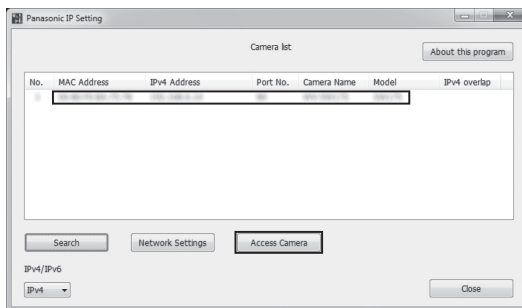 Panasonic IP Setting
Camera list
About this program
No. MAC Address IPv4 Address Port No. Camera Name Model IPv4 overlap
Search Network Settings Access Camera
IPv4/IPv6
IPv4 Close